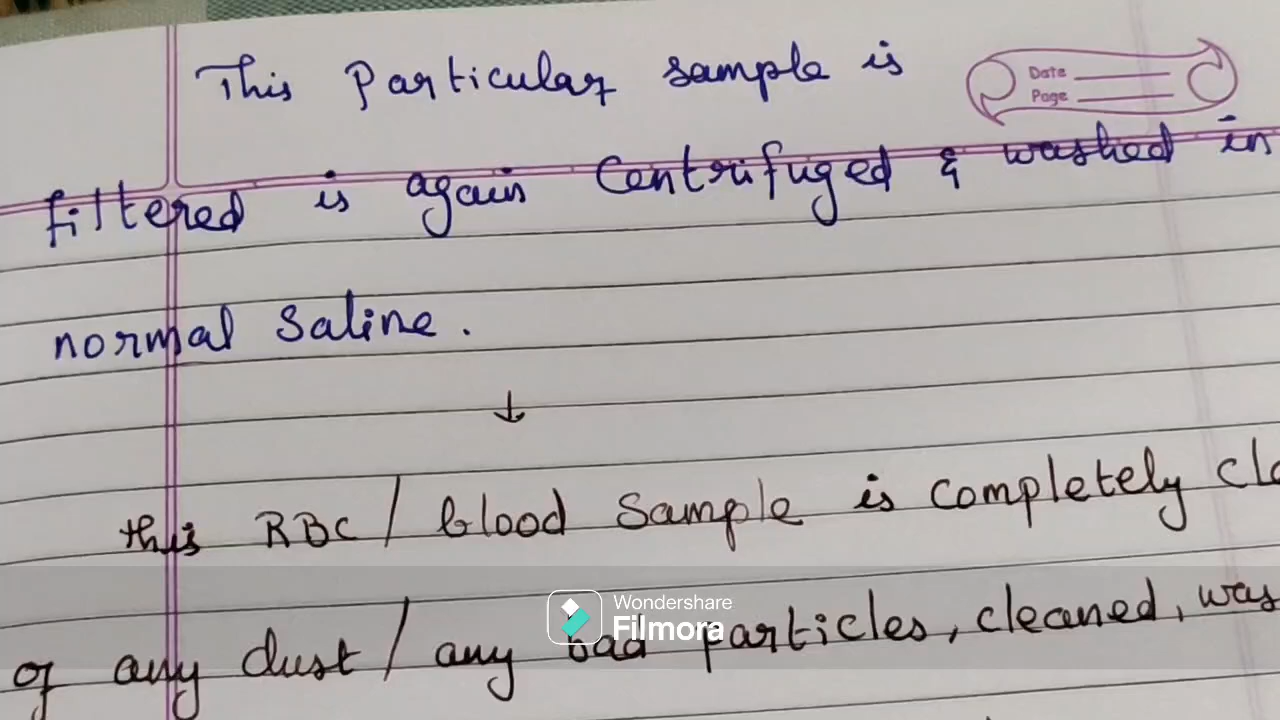 This Particular sample is
Date
Page
filtered is again Centrifuged & washed in
normal Saline.
↓
this RBC / blood Sample is completely
of any dust / any bad particles, cleaned,
Wondershare
Filmora